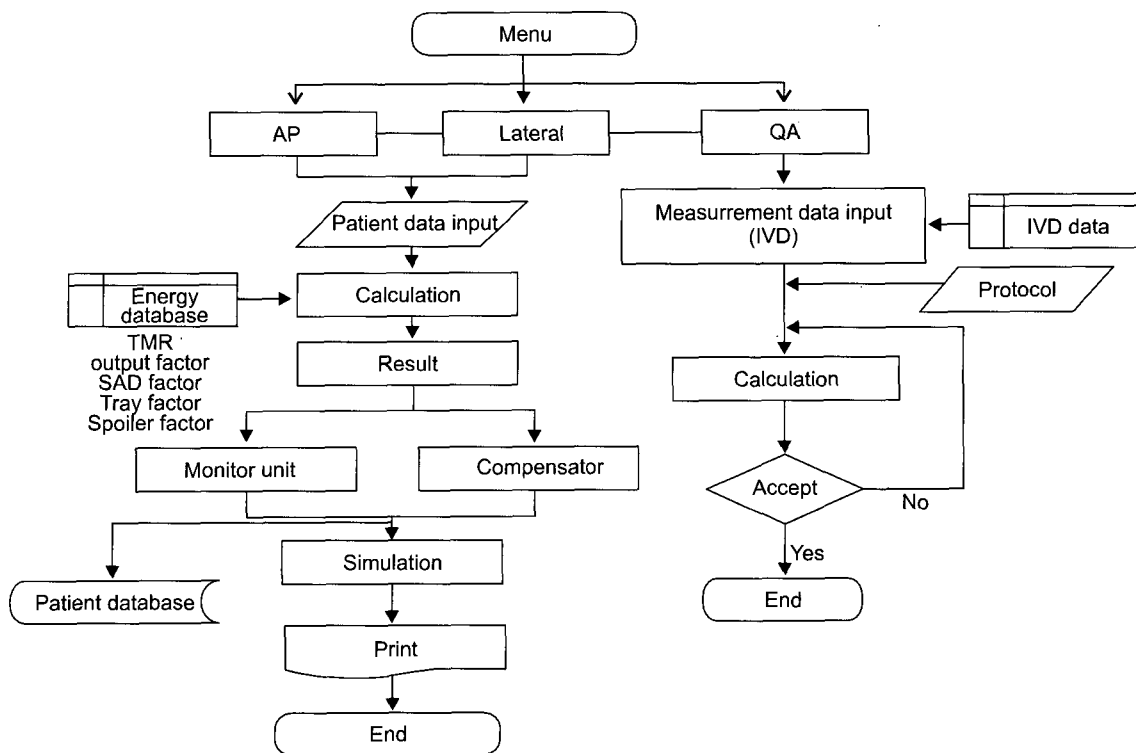 Menu
AP
Lateral
QA
Patient data input
Measurrement data input
(IVD)
IVD data
Protocol
Energy
database
TMR
output factor
SAD factor
Tray factor
Spoiler factor
Calculation
Result
Calculation
Monitor unit
Compensator
Accept
No
Yes
Simulation
Patient database
End
Print
End